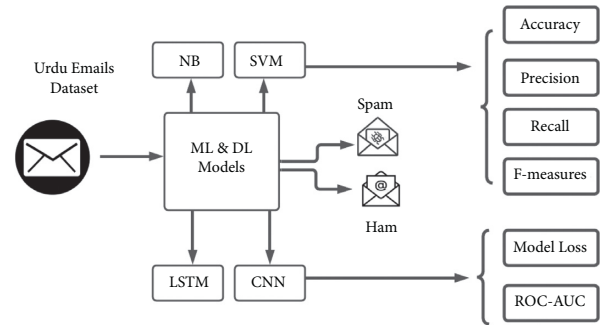 Urdu Emails
Dataset
NB
SVM
ML & DL
Models
LSTM
CNN
Spam
@
Ham
Accuracy
Precision
Recall
F-measures
Model Loss
ROC-AUC